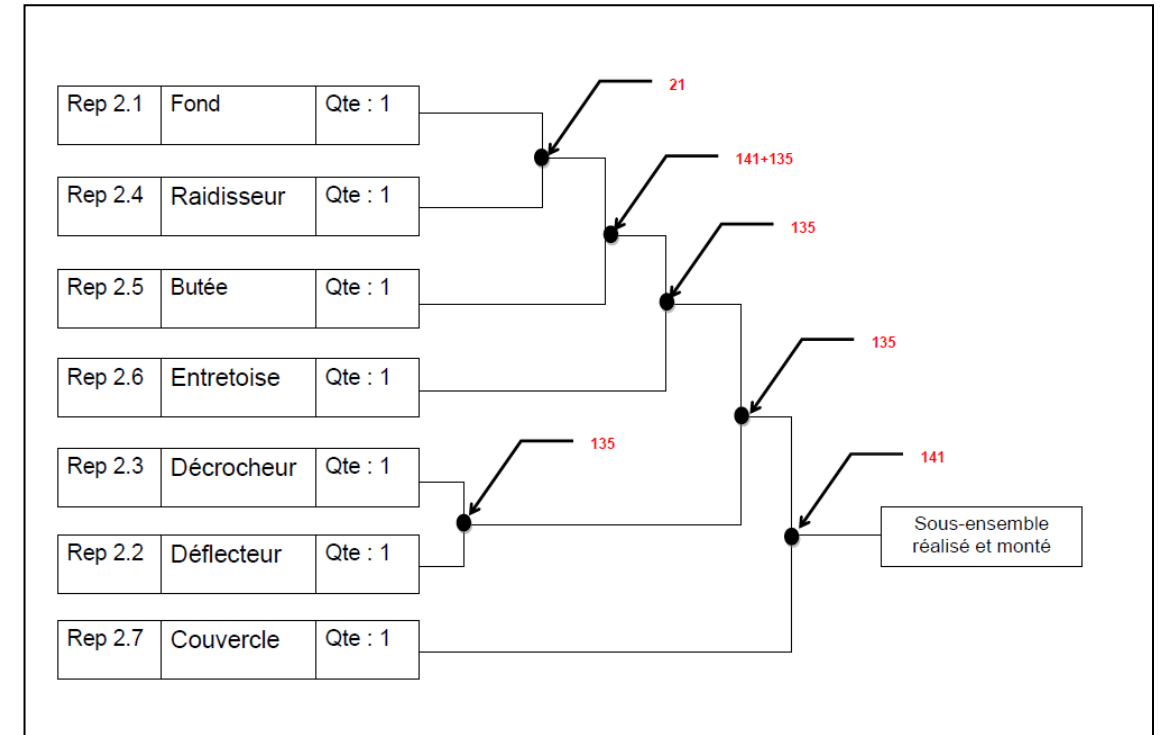 21
Rep 2.1 Fond Qte : 1
141+135
Rep 2.4 Raidisseur Qte : 1
135
Rep 2.5 Butée Qte : 1
135
Rep 2.6 Entretoise Qte : 1
135
141
Rep 2.3 Décrocheur Qte : 1
Sous-ensemble
réalisé et monté
Rep 2.2 Déflecteur Qte : 1
Rep 2.7 Couvercle Qte : 1